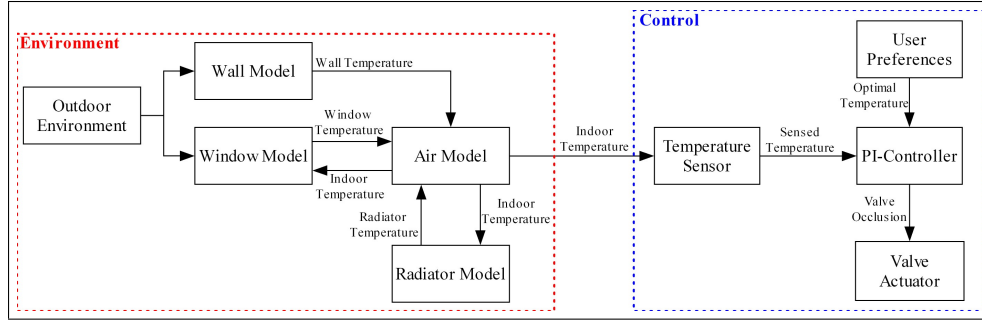 Control
Environment
User
Preferences
Wall Model
Wall Temperature
Optimal
Temperature
Outdoor
Environment
Window
Temperature
Window Model
Air Model
Indoor
Temperature
Temperature
Sensor
Sensed
Temperature
PI-Controller
Indoor
Temperature
Radiator
Temperature
Indoor
Temperature
Valve
Occlusion
Radiator Model
Valve
Actuator